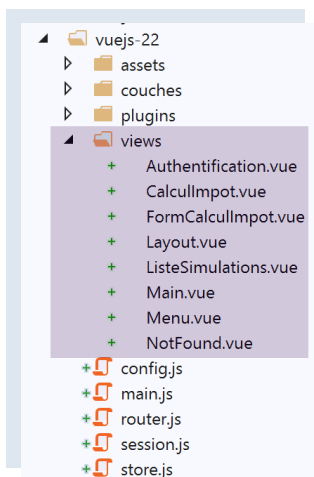 vuejs-22
assets
couches
plugins
views
Authentification.vue
CalculImpot.vue
FormCalculImpot.vue
Layout.vue
ListeSimulations.vue
Main.vue
Menu.vue
NotFound.vue
config.js
main.js
router.js
session.js
store.js